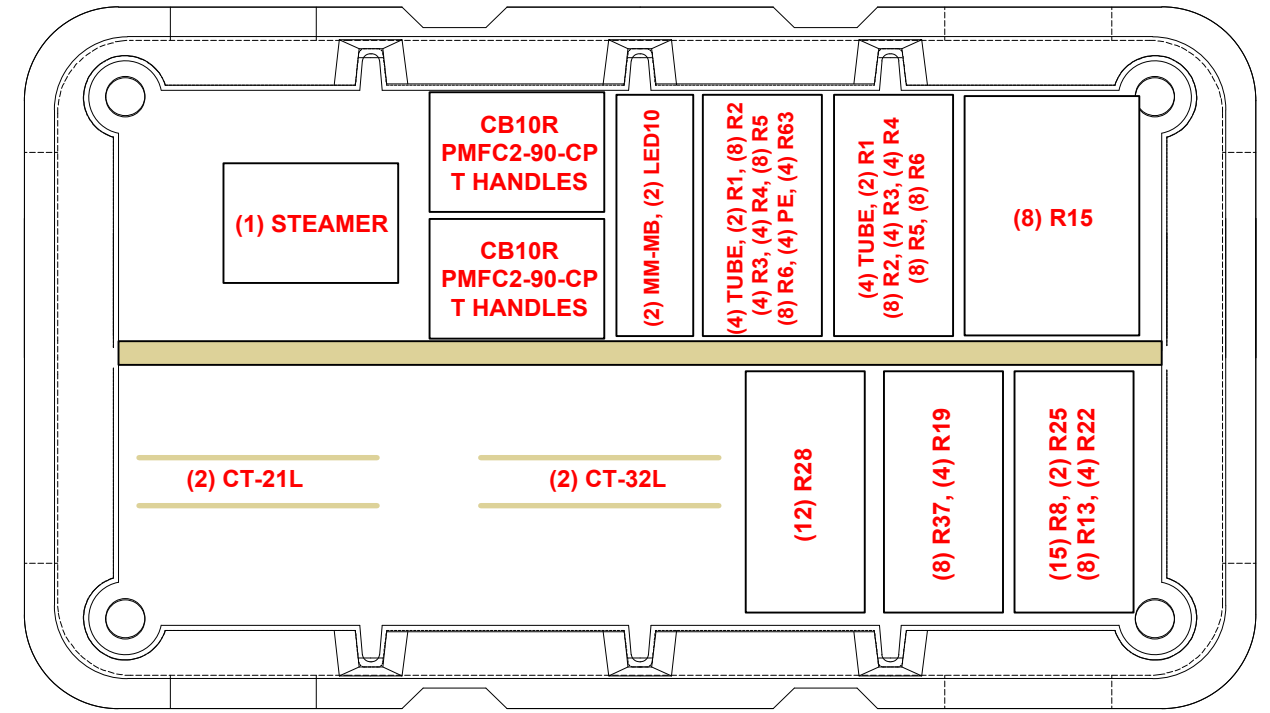 (1) STEAMER
CB10R
PMFC2-90-CP
T HANDLES
CB10R
PMFC2-90-CP
T HANDLES
(2) MM-MB, (2) LED10
(4) TUBE, (2) R1, (8) R2
(4) R3, (4) R4, (8) R5
(8) R6, (4) PE, (4) R63
(4) TUBE, (2) R1
(8) R2, (4) R3, (4) R4
(8) R5, (8) R6
(8) R15
(2) CT-21L
(2) CT-32L
(12) R28
(8) R37, (4) R19
(15) R8, (2) R25
(8) R13, (4) R22